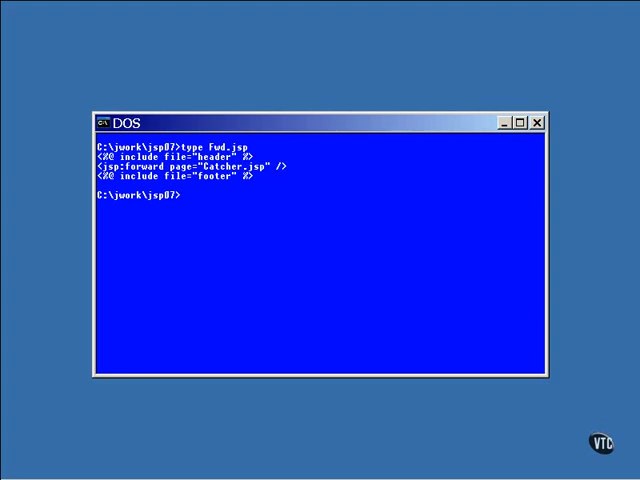 DOS
C:\jwork\jsp07>type Fwd.jsp
<%@ include file="header" %>
<jsp:forward page="Catcher.jsp" />
<%@ include file="footer" %>
C:\jwork\jsp07>
VTC